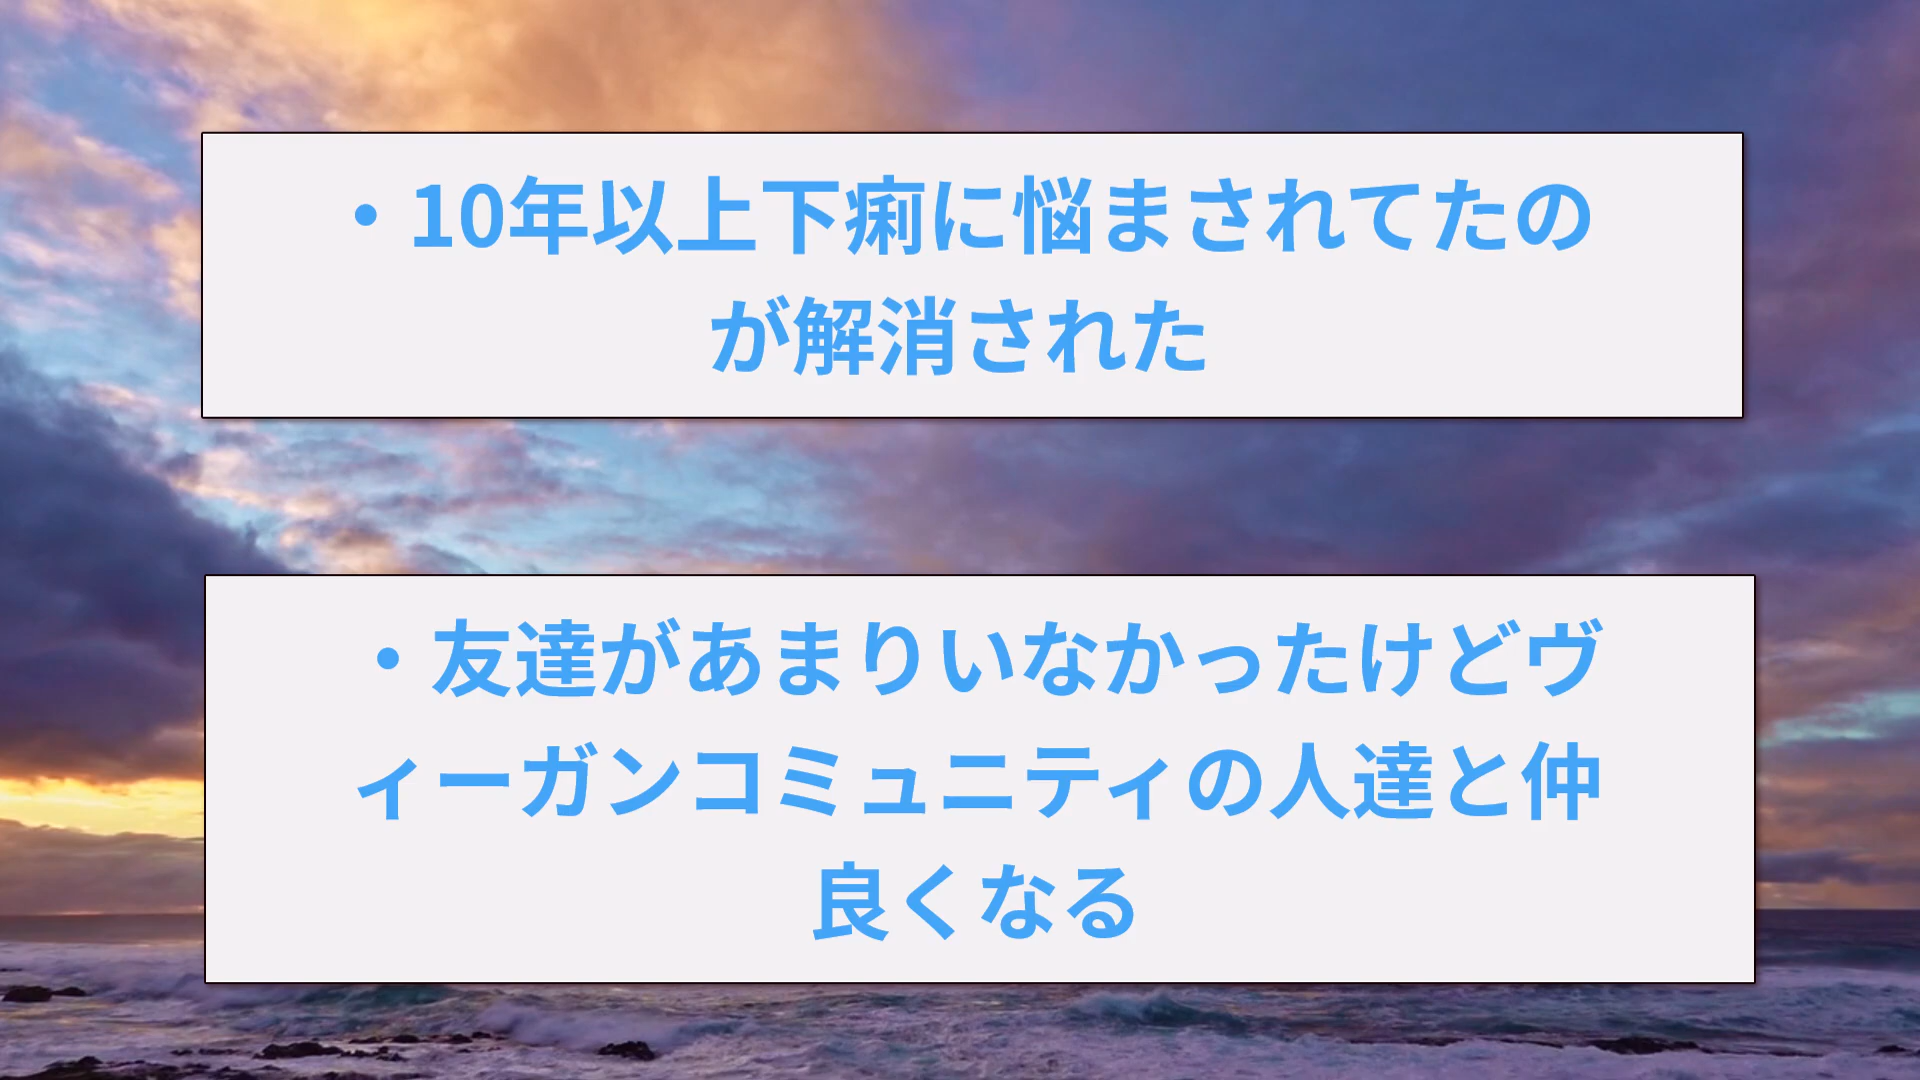 ・10年以上下痢に悩まされてたの
が解消された
・友達があまりいなかったけどヴ
ィーガンコミュニティの人達と仲
良くなる